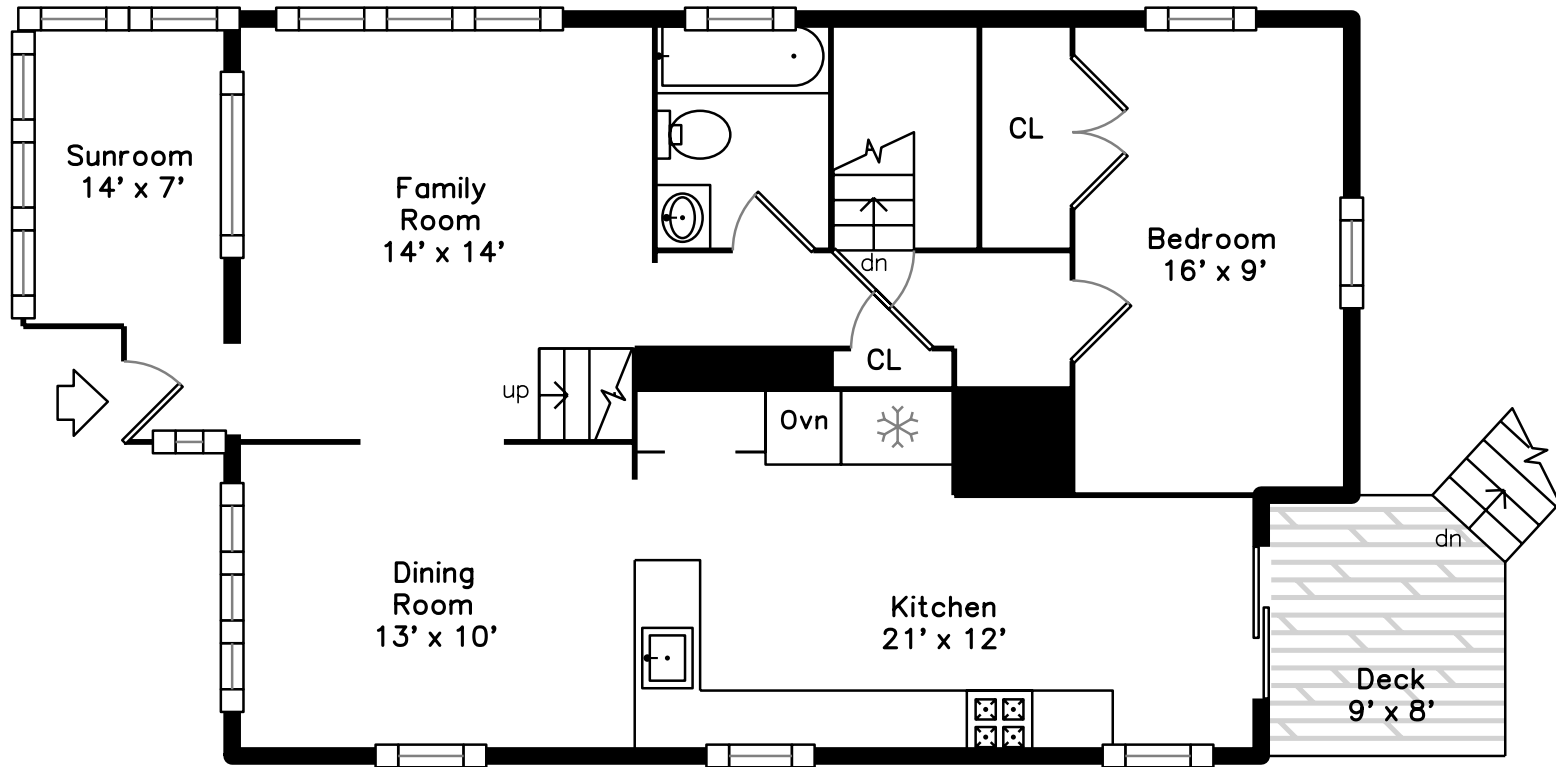 Sunroom
14' x 7'
Family
Room
14' x 14'
CL
Bedroom
16' x 9'
dn
CL
up
Ovn
dn
Dining
Room
13' x 10'
Kitchen
21' x 12'
Deck
9' x 8'